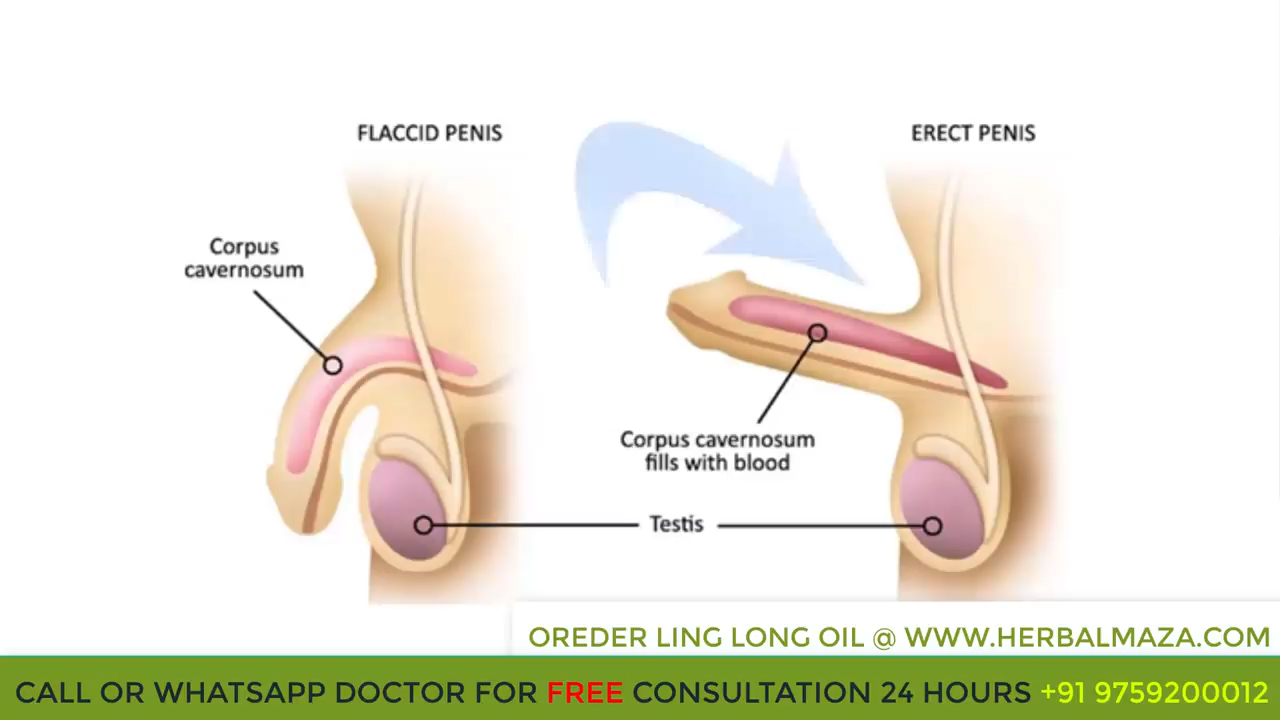 FLACCID PENIS
ERECT PENIS
Corpus
cavernosum
Corpus cavernosum
fills with blood
Testis
OREDER LING LONG OIL @ WWW.HERBALMAZA.COM
CALL OR WHATSAPP DOCTOR FOR FREE CONSULTATION 24 HOURS +91 9759200012